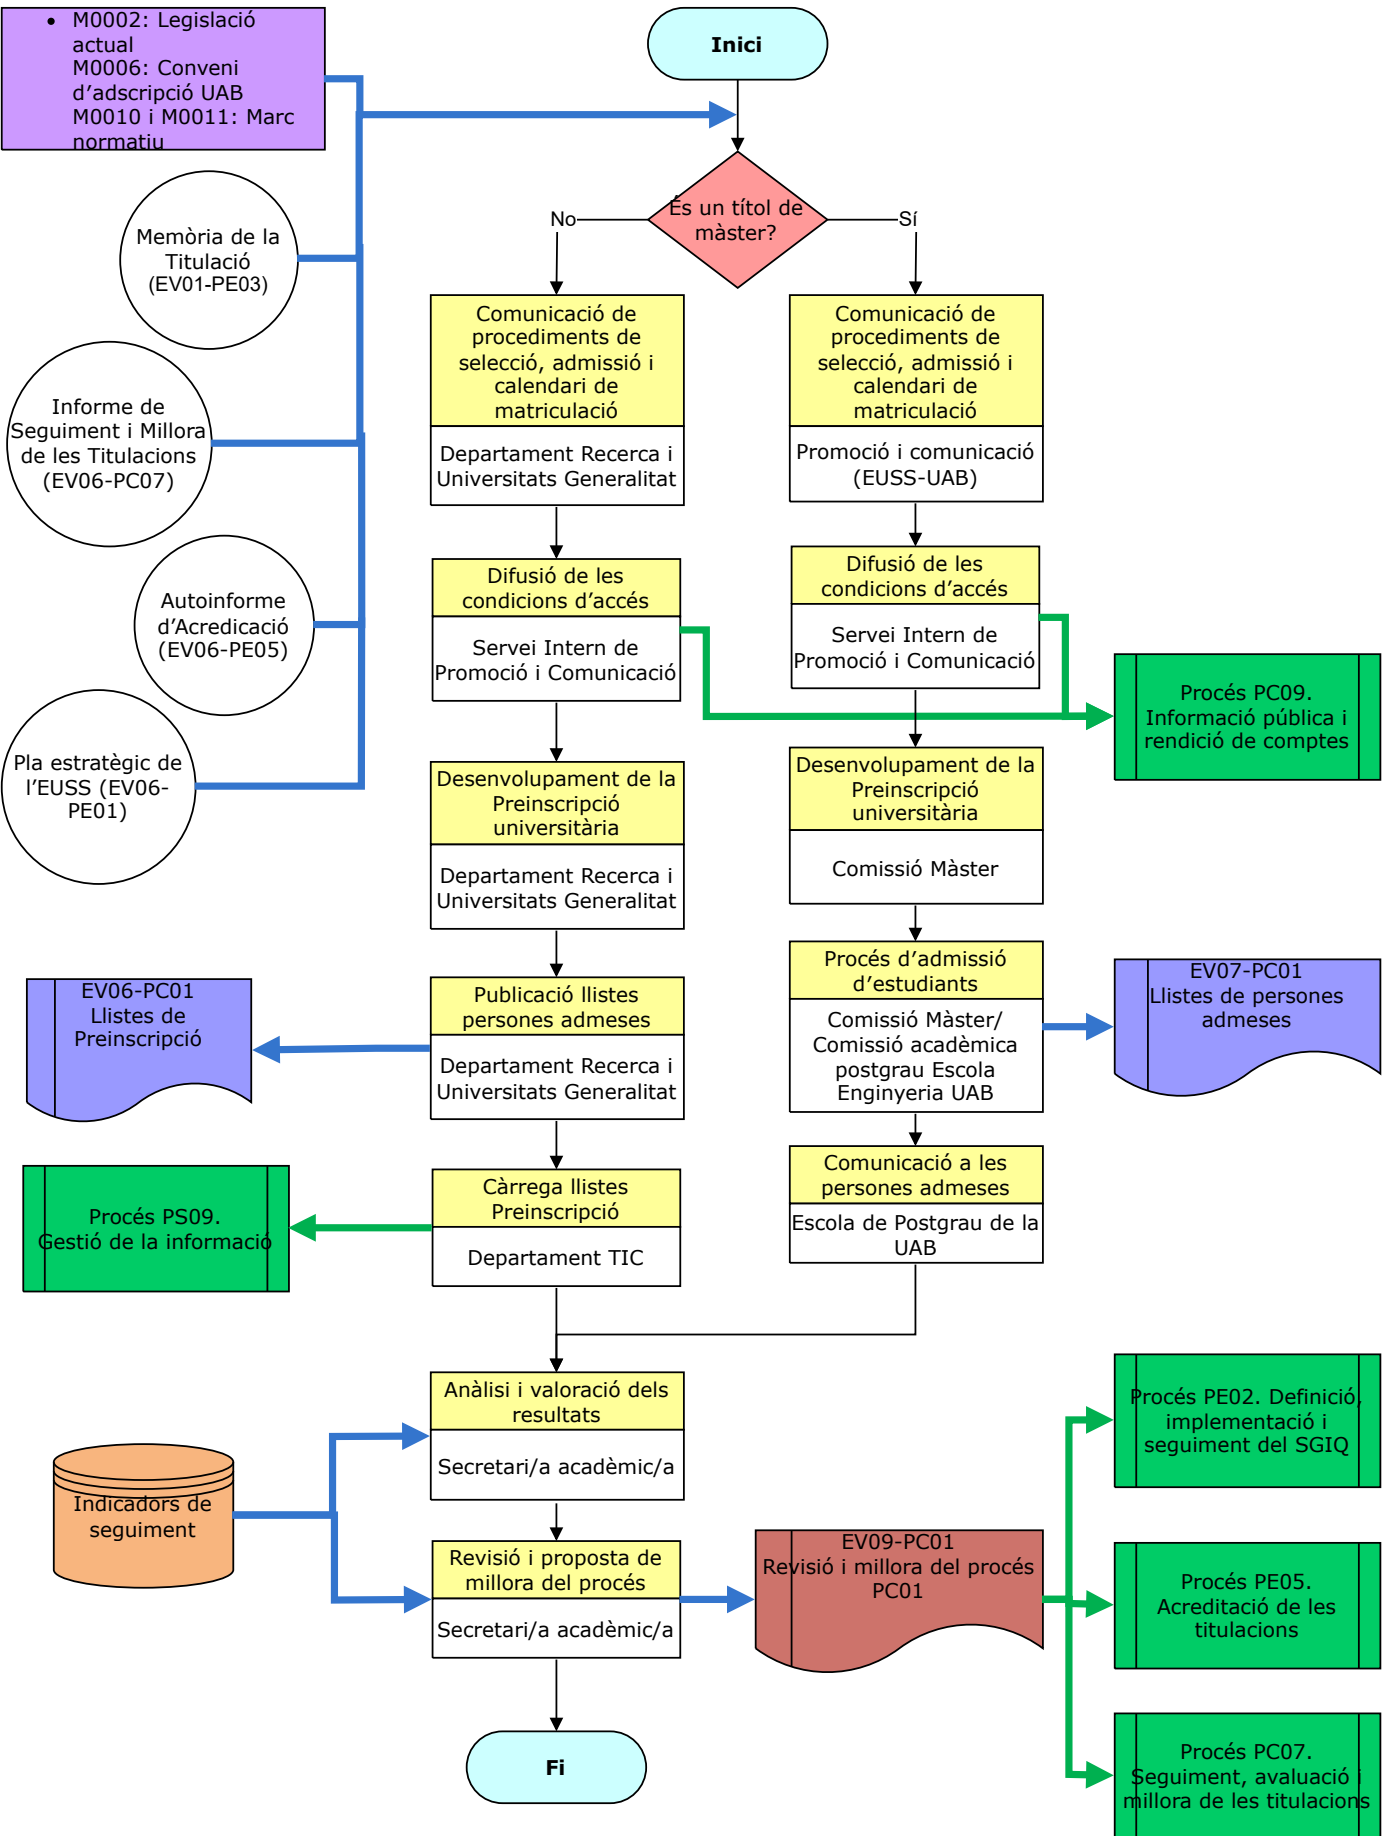 • M0002: Legislació
actual
M0006: Conveni
d'adscripció UAB
M0010 i M0011: Marc
normatiu
Inici
És un títol de
màster?
No
Sí
Memòria de la
Titulació
(EV01-PE03)
Informe de
Seguiment i Millora
de les Titulacions
(EV06-PC07)
Autoinforme
d'Acredicació
(EV06-PE05)
Pla estratègic de
l'EUSS (EV06-
PE01)
Comunicació de
procediments de
selecció, admissió i
calendari de
matriculació
Departament Recerca i
Universitats Generalitat
Comunicació de
procediments de
selecció, admissió i
calendari de
matriculació
Promoció i comunicació
(EUSS-UAB)
Difusió de les
condicions d'accés
Servei Intern de
Promoció i Comunicació
Difusió de les
condicions d'accés
Servei Intern de
Promoció i Comunicació
Procés PC09.
Informació pública i
rendició de comptes
Desenvolupament de la
Preinscripció
universitària
Departament Recerca i
Universitats Generalitat
Desenvolupament de la
Preinscripció
universitària
Comissió Màster
EV06-PC01
Llistes de
Preinscripció
Publicació llistes
persones admeses
Departament Recerca i
Universitats Generalitat
Procés d'admissió
d'estudiants
Comissió Màster/
Comissió acadèmica
postgrau Escola
Enginyeria UAB
EV07-PC01
Llistes de persones
admeses
Procés PS09.
Gestió de la informació
Càrrega llistes
Preinscripció
Departament TIC
Comunicació a les
persones admeses
Escola de Postgrau de la
UAB
Anàlisi i valoració dels
resultats
Secretari/a acadèmic/a
Indicadors de
seguiment
Revisió i proposta de
millora del procés
Secretari/a acadèmic/a
EV09-PC01
Revisió i millora del procés
PC01
Procés PE02. Definició,
implementació i
seguiment del SGIQ
Procés PE05.
Acreditació de les
titulacions
Procés PC07.
Seguiment, avaluació i
millora de les titulacions
Fi